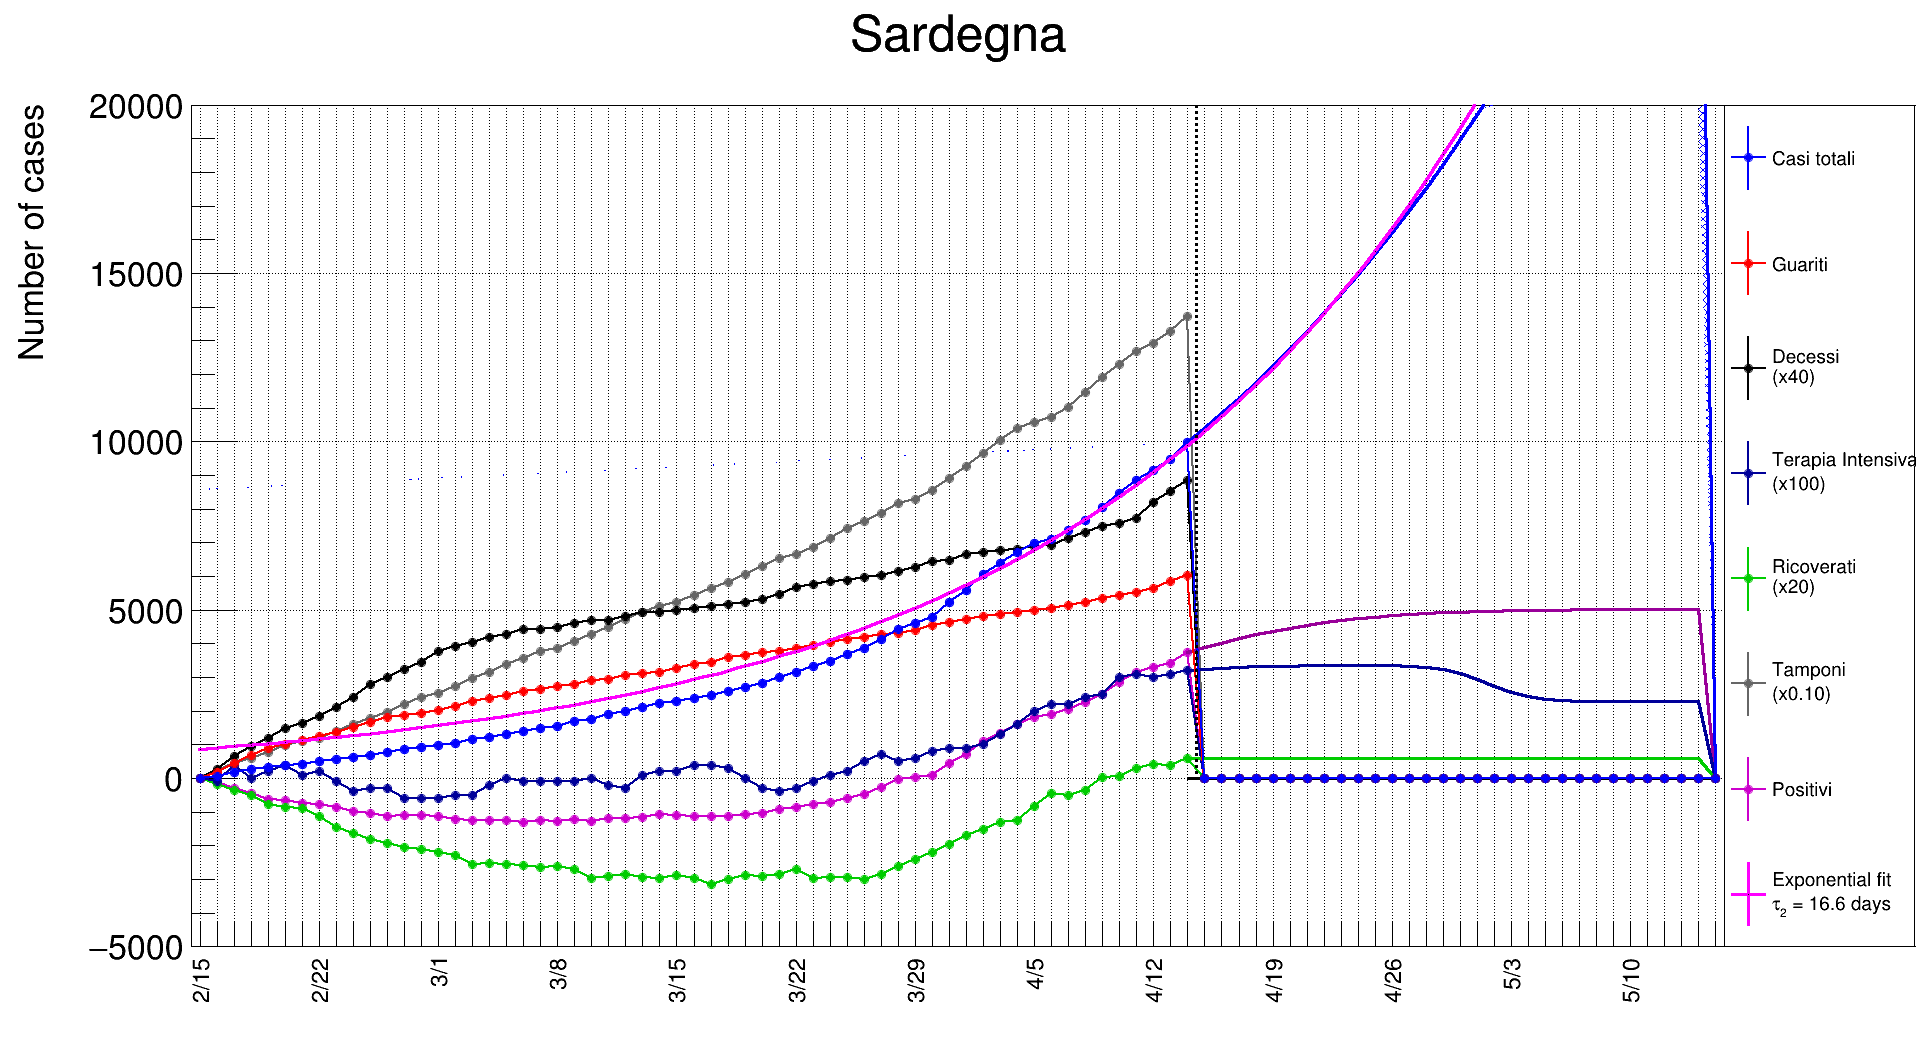 Sardegna
Number of cases
20000
15000
10000
5000
0
−5000
2/15
2/22
3/1
3/8
3/15
3/22
3/29
4/5
4/12
4/19
4/26
5/3
5/10
Casi totali
Guariti
Decessi
(x40)
Terapia Intensiva
(x100)
Ricoverati
(x20)
Tamponi
(x0.10)
Positivi
Exponential fit
τ2 = 16.6 days